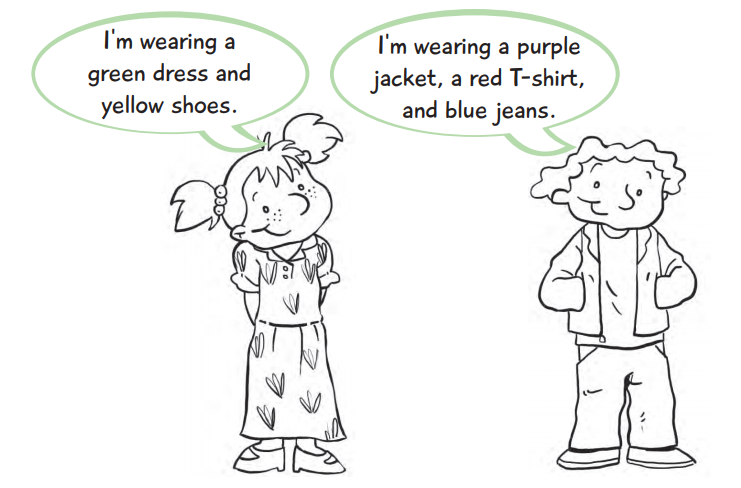 I'm wearing a
green dress and
yellow shoes.
I'm wearing a purple
jacket, a red T-shirt,
and blue jeans.